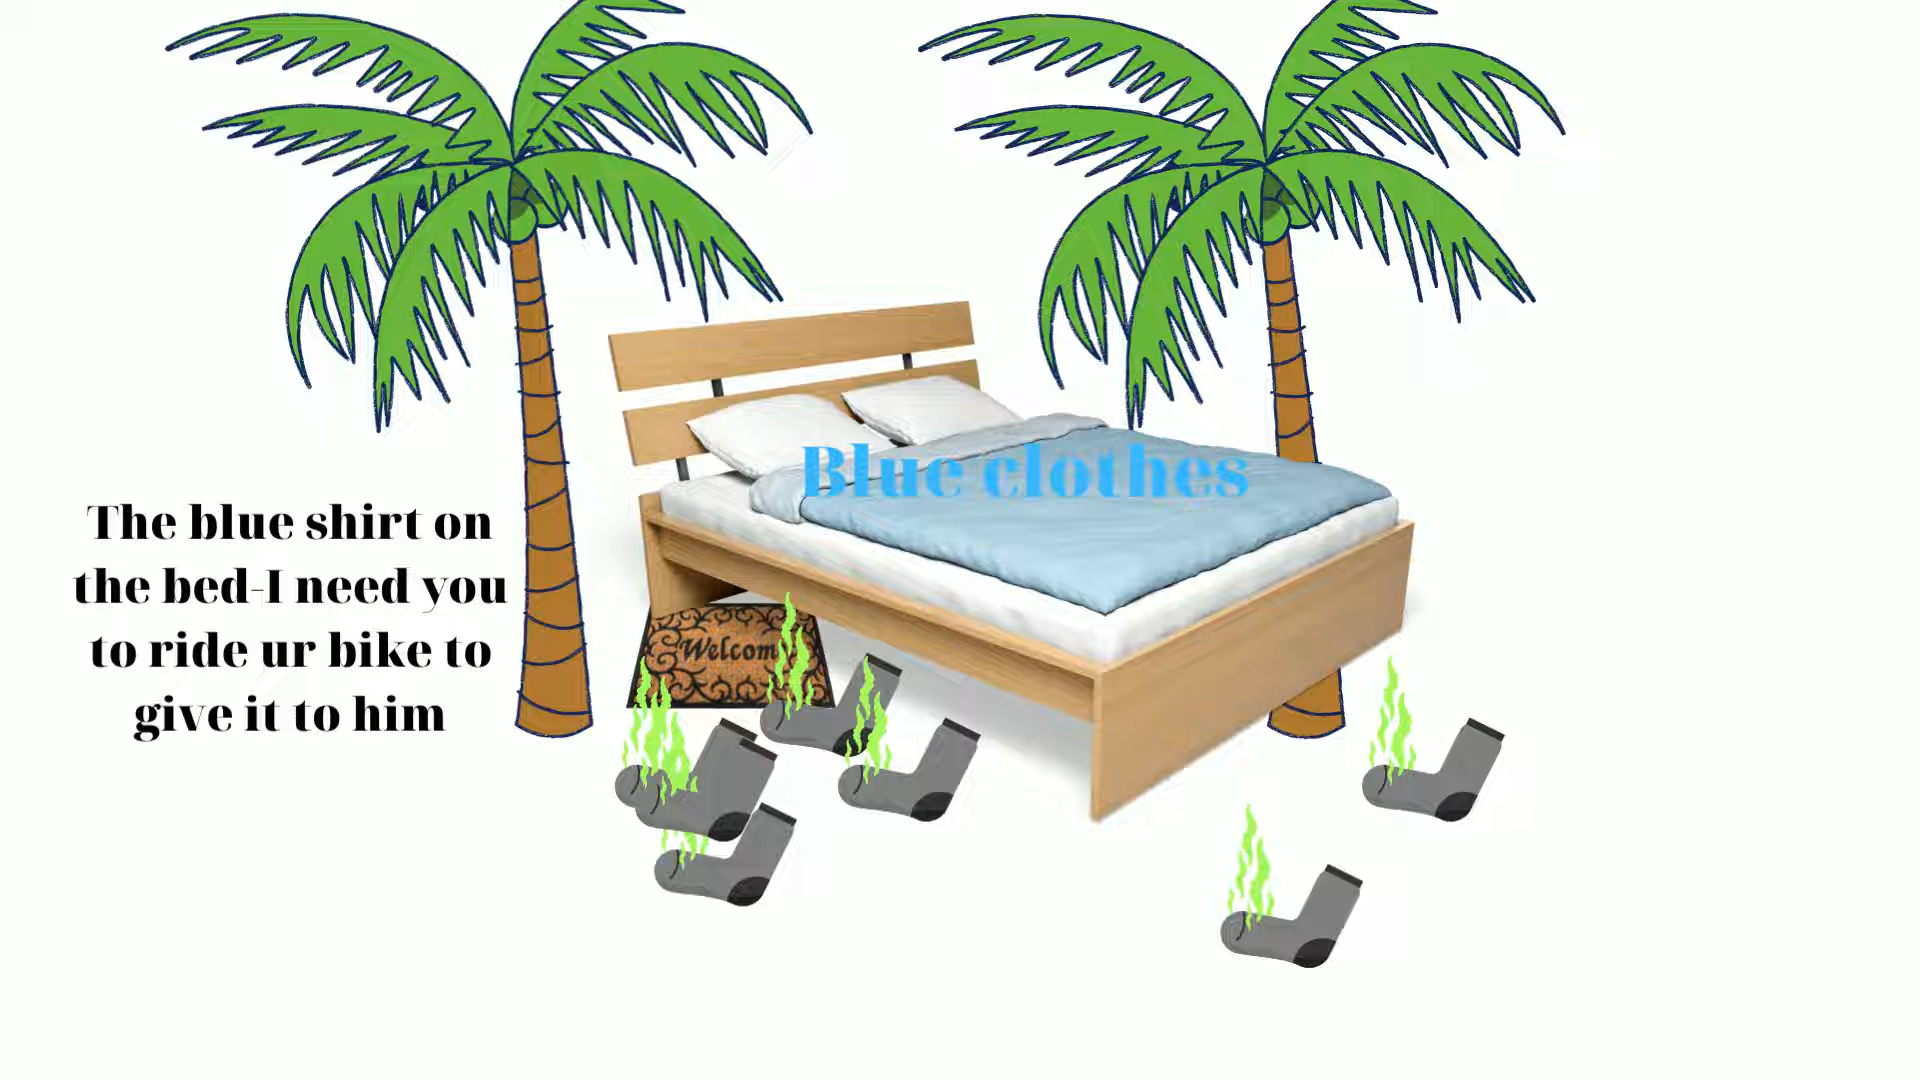 Blue clothes
The blue shirt on
the bed-I need you
to ride ur bike to
give it to him
Welcom